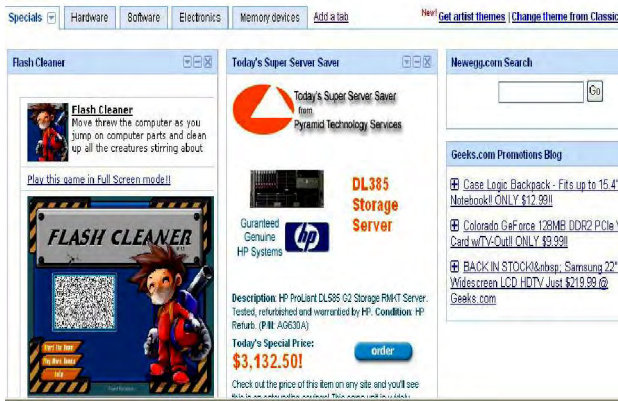 Specials Hardware Software Electronics Memory devices Add a tab New! Get artist themes | Change theme from Classic
Flash Cleaner
Flash Cleaner
Move threw the computer as you
jump on computer parts and clean
up all the creatures stirring about
Play this game in Full Screen mode!!
FLASH CLEANER
Today's Super Server Saver
Today's Super Server Saver
from
Pyramid Technology Services
DL385
Storage
Server
Guranteed
Genuine
HP Systems
hp
Description: HP ProLiant DL585 G2 Storage RMKT Server.
Tested, refurbished and warrantied by HP. Condition: HP
Refurb. (P/N: AG630A)
Today's Special Price:
$3,132.50!
order
Check out the price of this item on any site and you'll see
Newegg.com Search
Go
Geeks.com Promotions Blog
Case Logic Backpack - Fits up to 15.4"
Notebook!! ONLY $12.99!!
Colorado GeForce 128MB DDR2 PCIe V
Card w/TV-Out!! ONLY $9.99!!
BACK IN STOCK!&nbsp; Samsung 22"
Widescreen LCD HDTV Just $219.99 @
Geeks.com